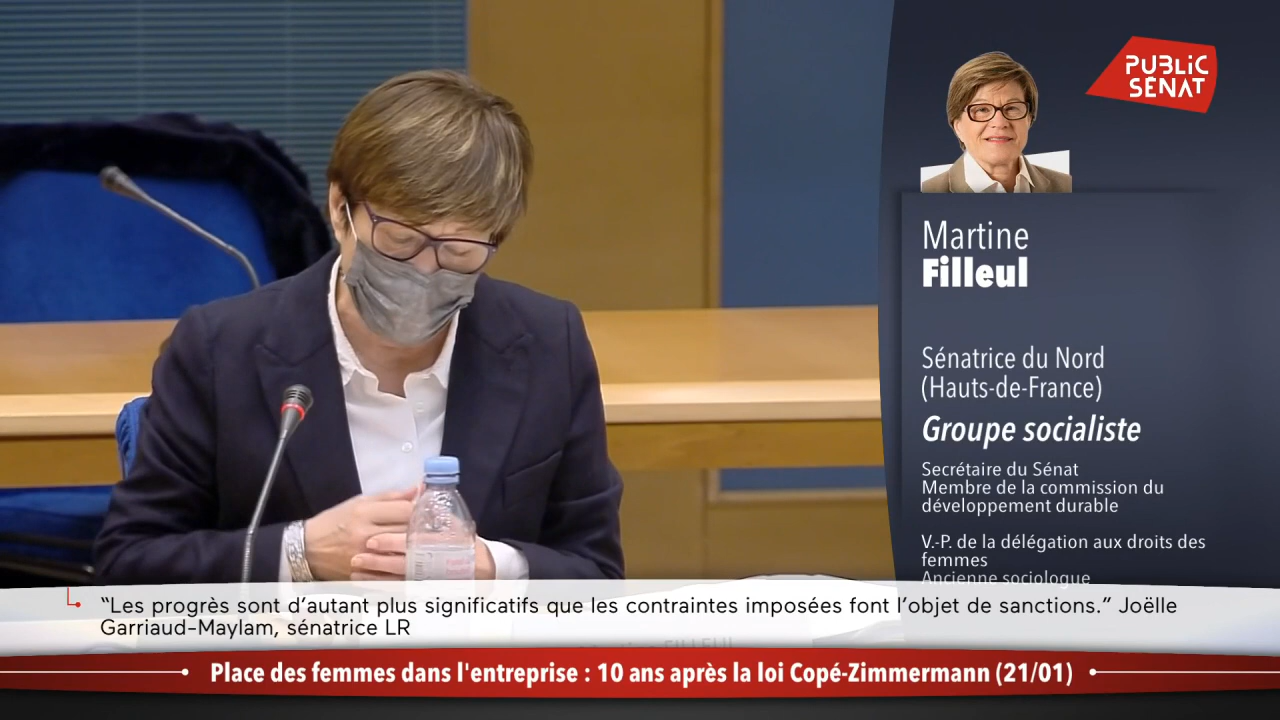 PUBLIC
SÉNAT
Martine
Filleul
Sénatrice du Nord
(Hauts-de-France)
Groupe socialiste
Secrétaire du Sénat
Membre de la commission du
développement durable
V.-P. de la délégation aux droits des
femmes
Ancienne sociologue
“Les progrès sont d’autant plus significatifs que les contraintes imposées font l’objet de sanctions.” Joëlle
Garriaud-Maylam, sénatrice LR
Place des femmes dans l'entreprise : 10 ans après la loi Copé-Zimmermann (21/01)